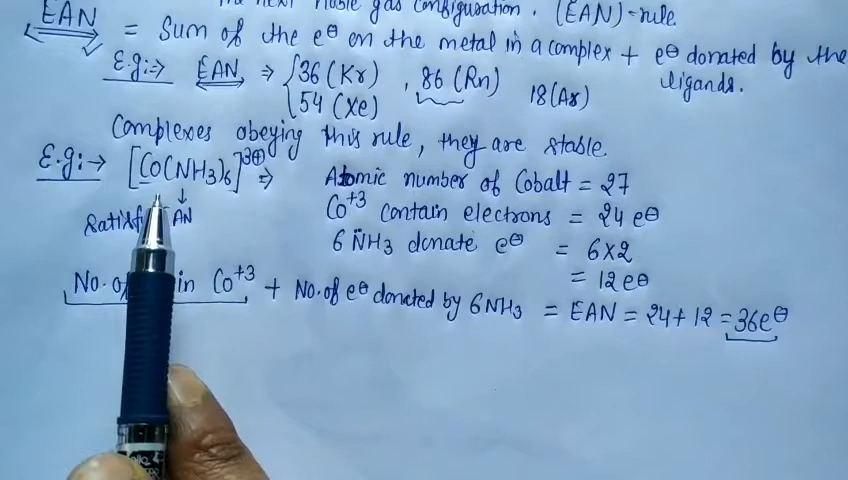 next noble gas configuration. (EAN)-rule
EAN = Sum of the e⊖ on the metal in a complex + e⊖ donated by the ligands.
E.g:→ EAN ⇒ { 36 (Kr), 86 (Rn) 18 (Ar)
54 (Xe)
Complexes obeying this rule, they are stable.
E.g:→ [Co(NH3)6]3⊕ ⇒ Atomic number of Cobalt = 27
Co+3 contain electrons = 24 e⊖
6 NH3 donate e⊖ = 6×2
= 12 e⊖
No. in Co+3 + No. of e⊖ donated by 6NH3 = EAN = 24 + 12 = 36e⊖